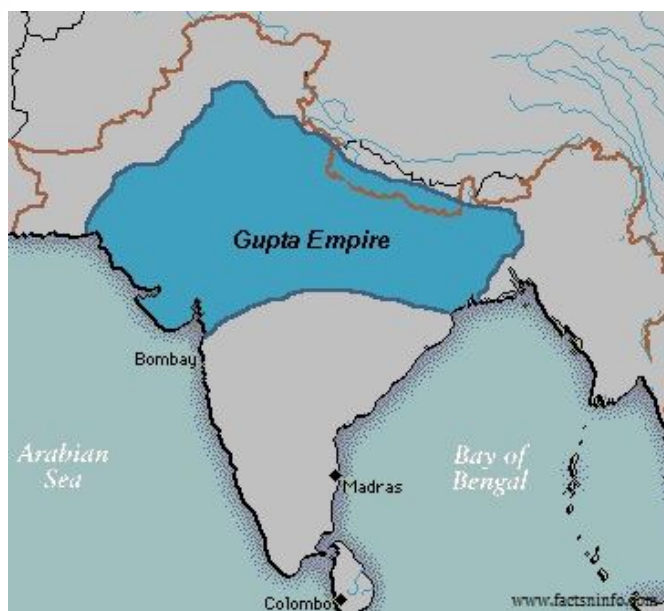 Gupta Empire
Bombay
Arabian
Sea
Bay of
Bengal
Madras
Colombo
www.factsninfo.com